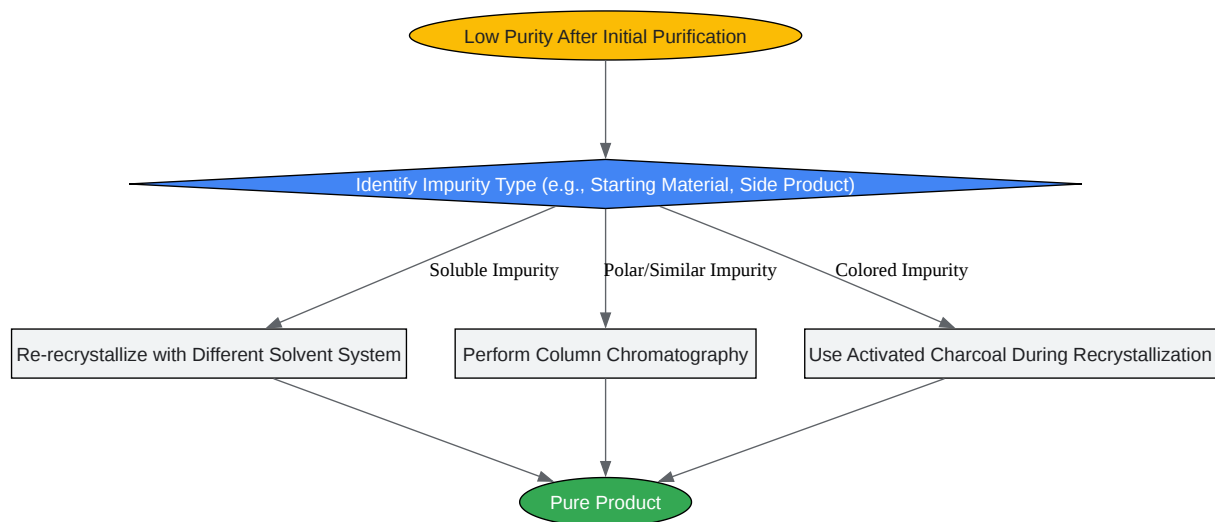 Low Purity After Initial Purification
Identify Impurity Type (e.g., Starting Material, Side Product)
Soluble Impurity
Polar/Similar Impurity
Colored Impurity
Re-recrystallize with Different Solvent System
Perform Column Chromatography
Use Activated Charcoal During Recrystallization
Pure Product